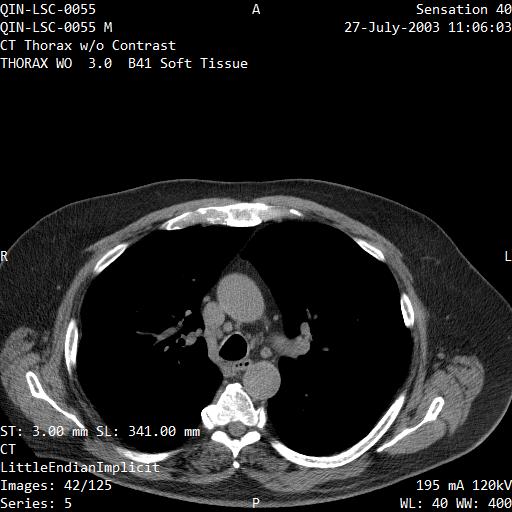 QIN-LSC-0055
A
Sensation 40
QIN-LSC-0055 M
27-July-2003 11:06:03
CT Thorax w/o Contrast
THORAX WO 3.0 B41 Soft Tissue
R
L
ST: 3.00 mm SL: 341.00 mm
CT
LittleEndianImplicit
Images: 42/125
195 mA 120kV
Series: 5
P
WL: 40 WW: 400